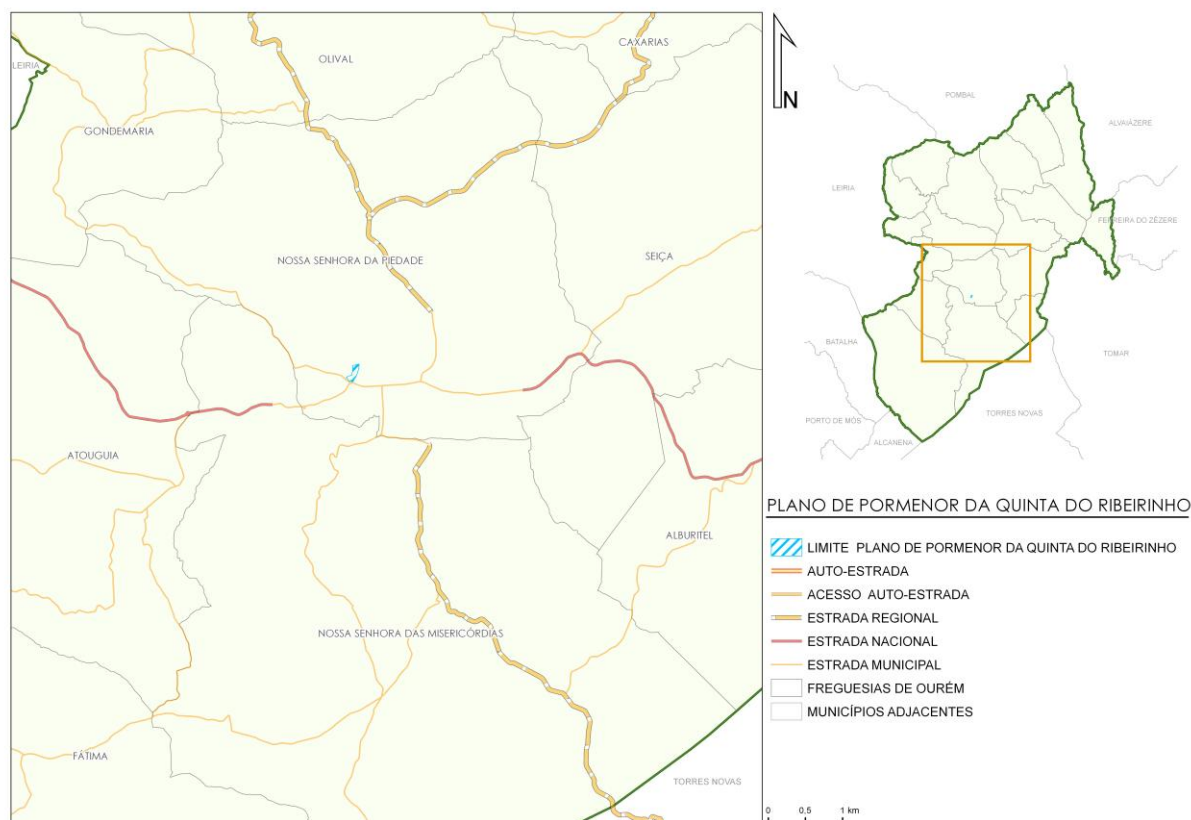 OLIVAL
CAXARIAS
LEIRIA
GONDEMARIA
NOSSA SENHORA DA PIEDADE
SEIÇA
ATOUGUIA
ALBURITEL
NOSSA SENHORA DAS MISERICÓRDIAS
FÁTIMA
TORRES NOVAS
N
POMBAL
ALVAIÁZERE
LEIRIA
FERREIRA DO ZÊZERE
BATALHA
TOMAR
PORTO DE MÓS
TORRES NOVAS
ALCANENA
PLANO DE PORMENOR DA QUINTA DO RIBEIRINHO
LIMITE PLANO DE PORMENOR DA QUINTA DO RIBEIRINHO
AUTO-ESTRADA
ACESSO AUTO-ESTRADA
ESTRADA REGIONAL
ESTRADA NACIONAL
ESTRADA MUNICIPAL
FREGUESIAS DE OURÉM
MUNICÍPIOS ADJACENTES
0 0,5 1 km